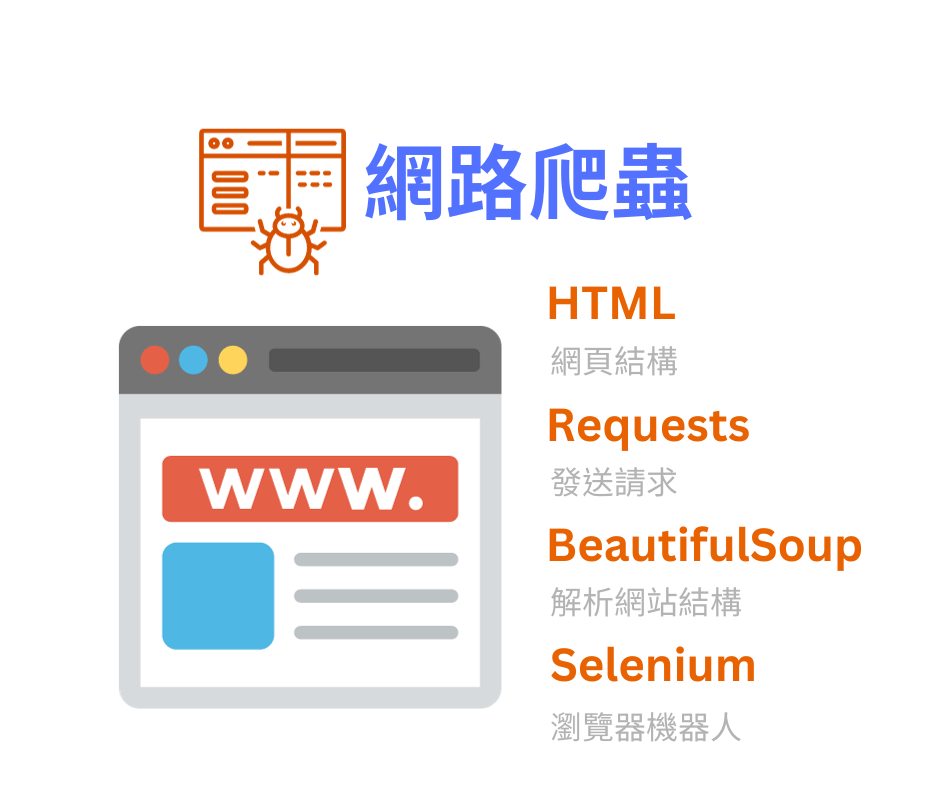 網路爬蟲
HTML
網頁結構
www.
Requests
發送請求
BeautifulSoup
解析網站結構
Selenium
瀏覽器機器人